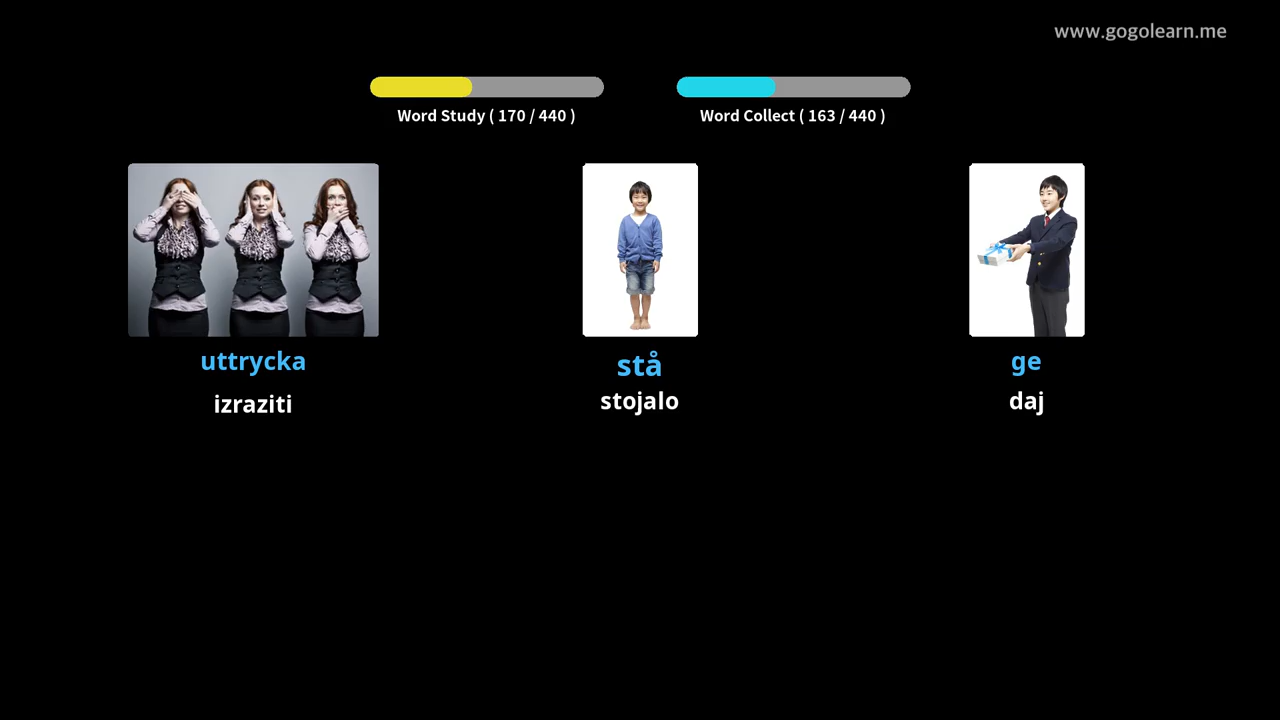 www.gogolearn.me
Word Study ( 170 / 440 )
Word Collect ( 163 / 440 )
uttrycka
stå
ge
izraziti
stojalo
daj